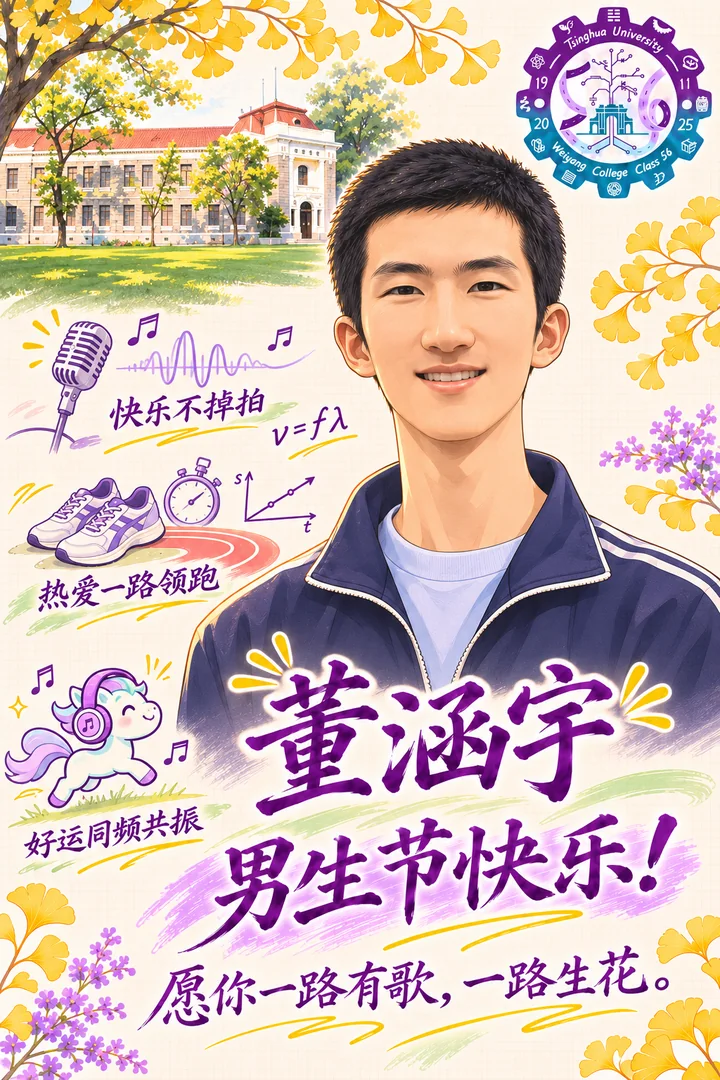 Tsinghua University
19 11
20 25
56
Weiyang College Class 56
快乐不掉拍
v=fλ
s
t
热爱一路领跑
好运同频共振
董涵宇
男生节快乐!
愿你一路有歌,一路生花。